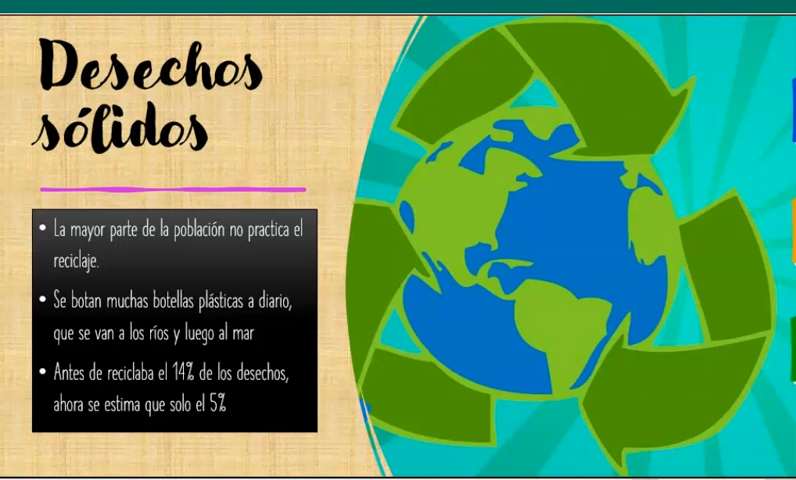 Desechos
sólidos
• La mayor parte de la población no practica el
reciclaje.
• Se botan muchas botellas plásticas a diario,
que se van a los ríos y luego al mar
• Antes de reciclaba el 14% de los desechos,
ahora se estima que solo el 5%